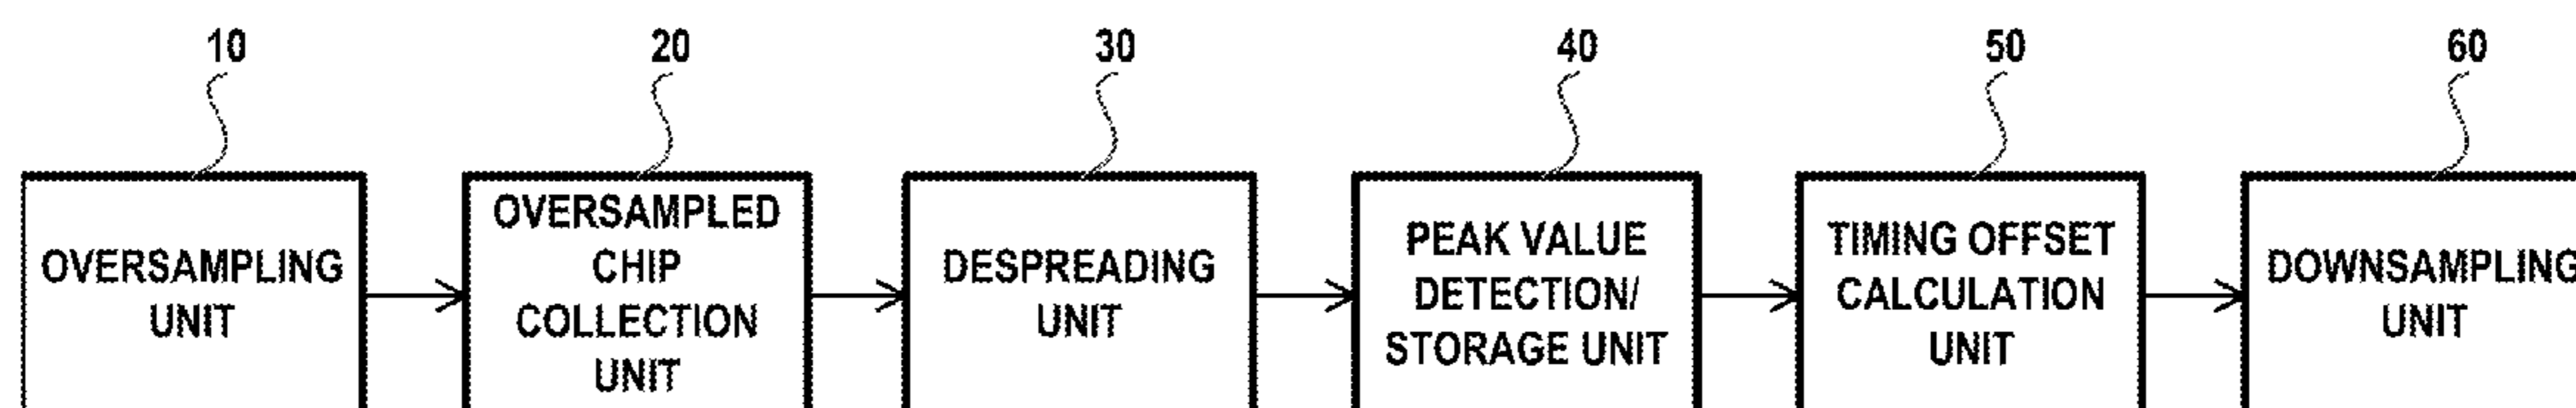 10 20 30 40 50 60
OVERSAMPLING
UNIT
OVERSAMPLED
CHIP
COLLECTION
UNIT
DESPREADING
UNIT
PEAK VALUE
DETECTION/
STORAGE UNIT
TIMING OFFSET
CALCULATION
UNIT
DOWNSAMPLING
UNIT